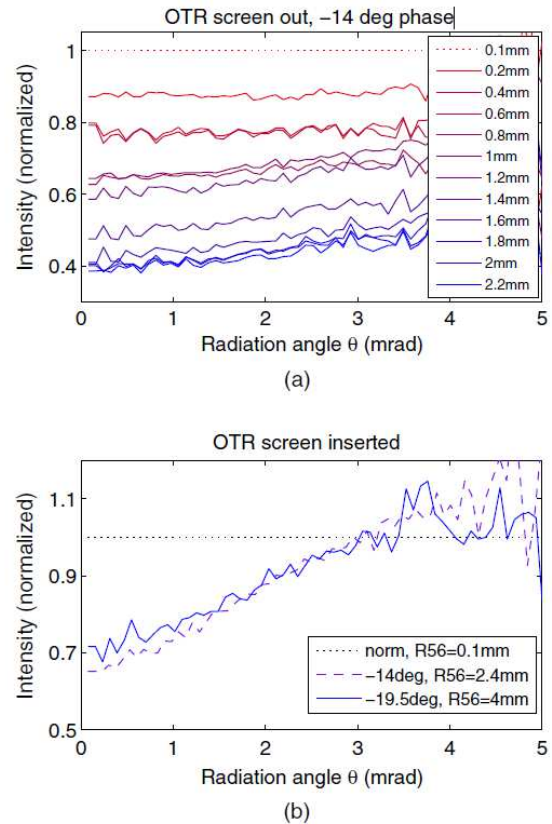 OTR screen out, −14 deg phase
Intensity (normalized)
1
0.8
0.6
0.4
0 1 2 3 4 5
Radiation angle θ (mrad)
0.1mm
0.2mm
0.4mm
0.6mm
0.8mm
1mm
1.2mm
1.4mm
1.6mm
1.8mm
2mm
2.2mm
(a)
OTR screen inserted
Intensity (normalized)
1.1
0.9
0.7
0.5
0 1 2 3 4 5
Radiation angle θ (mrad)
norm, R56=0.1mm
−14deg, R56=2.4mm
−19.5deg, R56=4mm
(b)